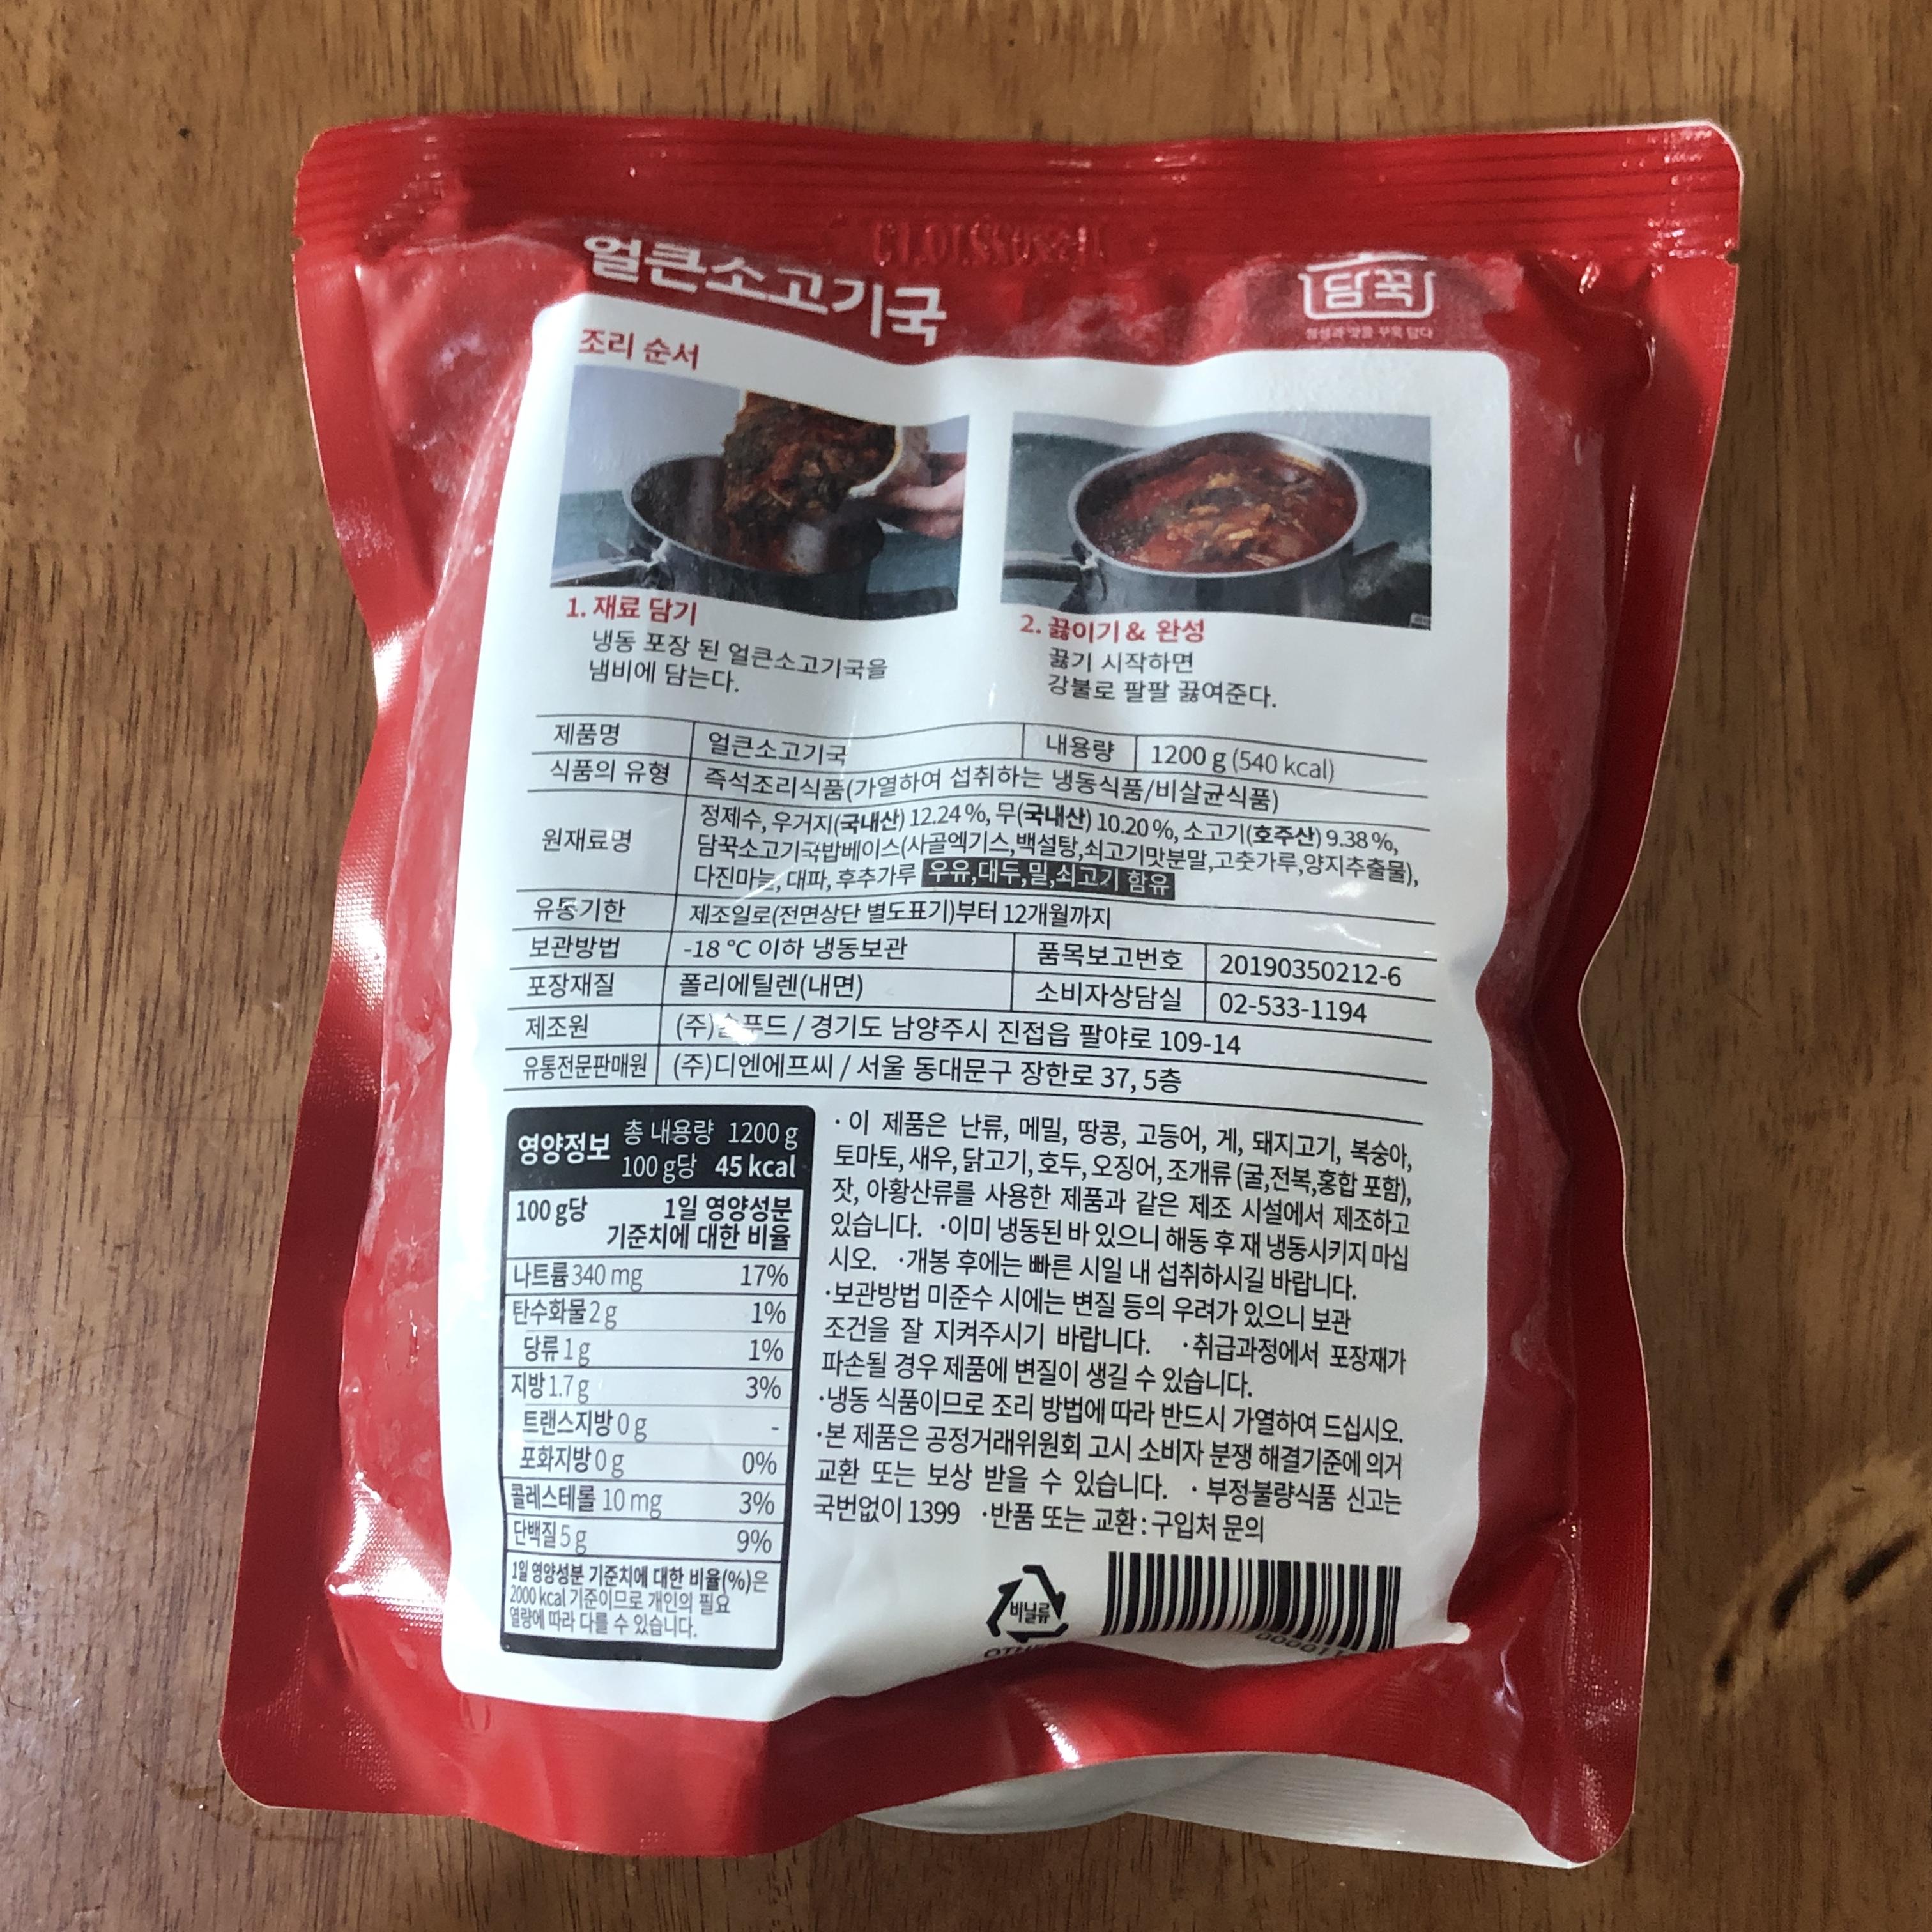 얼큰소고기국
담꾹
정성과 맛을 꾸욱 담다
조리 순서
1. 재료 담기
냉동 포장 된 얼큰소고기국을
냄비에 담는다.
2. 끓이기 & 완성
끓기 시작하면
강불로 팔팔 끓여준다.
제품명 얼큰소고기국 내용량 1200 g (540 kcal)
식품의 유형 즉석조리식품(가열하여 섭취하는 냉동식품/비살균식품)
원재료명
정제수, 우거지(국내산) 12.24 %, 무(국내산) 10.20 %, 소고기(호주산) 9.38 %,
담꾹소고기국밥베이스(사골엑기스,백설탕,쇠고기맛분말,고춧가루,양지추출물),
다진마늘, 대파, 후추가루 우유,대두,밀,쇠고기 함유
유통기한 제조일로(전면상단 별도표기)부터 12개월까지
보관방법 -18 °C 이하 냉동보관 품목보고번호 20190350212-6
포장재질 폴리에틸렌(내면) 소비자상담실 02-533-1194
제조원 (주)솔푸드 / 경기도 남양주시 진접읍 팔야로 109-14
유통전문판매원 (주)디엔에프씨 / 서울 동대문구 장한로 37, 5층
영양정보 총 내용량 1200 g
100 g당 45 kcal
100 g당 1일 영양성분
기준치에 대한 비율
나트륨 340 mg 17%
탄수화물 2 g 1%
당류 1 g 1%
지방 1.7 g 3%
트랜스지방 0 g -
포화지방 0 g 0%
콜레스테롤 10 mg 3%
단백질 5 g 9%
1일 영양성분 기준치에 대한 비율(%)은
2000 kcal 기준이므로 개인의 필요
열량에 따라 다를 수 있습니다.
·이 제품은 난류, 메밀, 땅콩, 고등어, 게, 돼지고기, 복숭아,
토마토, 새우, 닭고기, 호두, 오징어, 조개류 (굴,전복,홍합 포함),
잣, 아황산류를 사용한 제품과 같은 제조 시설에서 제조하고
있습니다. ·이미 냉동된 바 있으니 해동 후 재 냉동시키지 마십
시오. ·개봉 후에는 빠른 시일 내 섭취하시길 바랍니다.
·보관방법 미준수 시에는 변질 등의 우려가 있으니 보관
조건을 잘 지켜주시기 바랍니다. ·취급과정에서 포장재가
파손될 경우 제품에 변질이 생길 수 있습니다.
·냉동 식품이므로 조리 방법에 따라 반드시 가열하여 드십시오.
·본 제품은 공정거래위원회 고시 소비자 분쟁 해결기준에 의거
교환 또는 보상 받을 수 있습니다. ·부정불량식품 신고는
국번없이 1399 ·반품 또는 교환 : 구입처 문의
비닐류